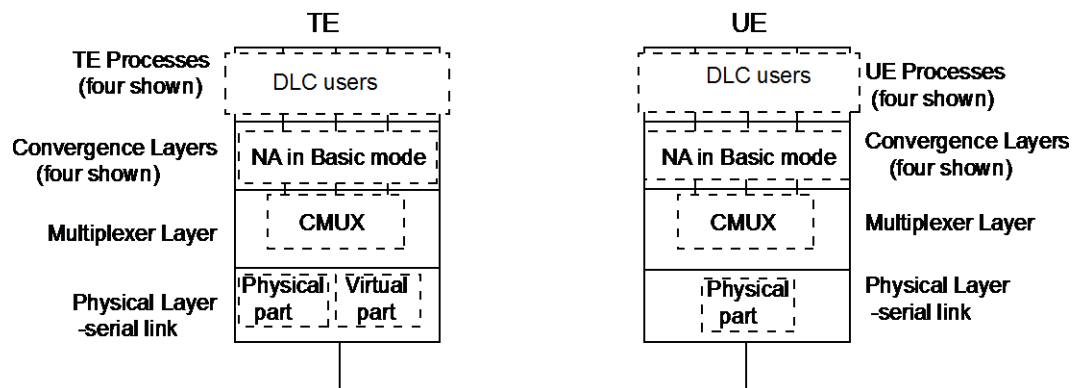 TE
TE Processes
(four shown)
DLC users
Convergence Layers
(four shown)
NA in Basic mode
Multiplexer Layer
CMUX
Physical Layer
-serial link
Physical
part
Virtual
part
UE
DLC users
UE Processes
(four shown)
NA in Basic mode
Convergence Layers
(four shown)
CMUX
Multiplexer Layer
Physical
part
Physical Layer
-serial link